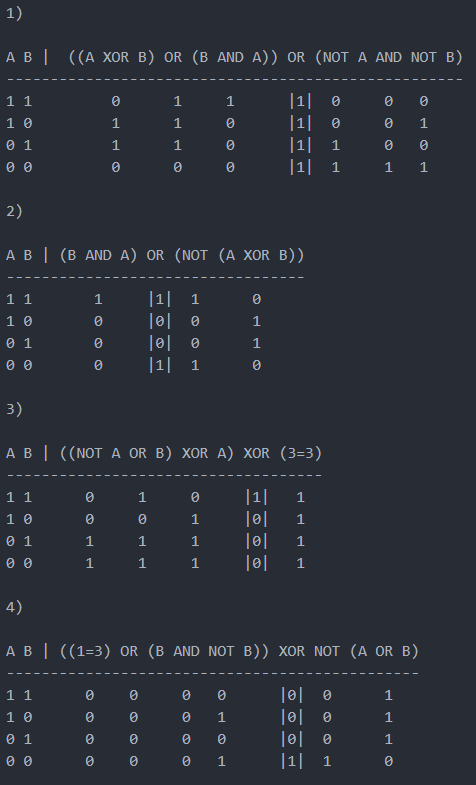 1)
A B |  ((A XOR B) OR (B AND A)) OR (NOT A AND NOT B)
----------------------------------------------------
1 1         0      1     1      |1|  0     0   0
1 0         1      1     0      |1|  0     0   1
0 1         1      1     0      |1|  1     0   0
0 0         0      0     0      |1|  1     1   1
2)
A B | (B AND A) OR (NOT (A XOR B))
----------------------------------
1 1       1     |1|  1      0
1 0       0     |0|  0      1
0 1       0     |0|  0      1
0 0       0     |1|  1      0
3)
A B | ((NOT A OR B) XOR A) XOR (3=3)
------------------------------------
1 1      0     1     0     |1|   1
1 0      0     0     1     |0|   1
0 1      1     1     1     |0|   1
0 0      1     1     1     |0|   1
4)
A B | ((1=3) OR (B AND NOT B)) XOR NOT (A OR B)
-----------------------------------------------
1 1      0    0     0   0      |0|  0      1
1 0      0    0     0   1      |0|  0      1
0 1      0    0     0   0      |0|  0      1
0 0      0    0     0   1      |1|  1      0